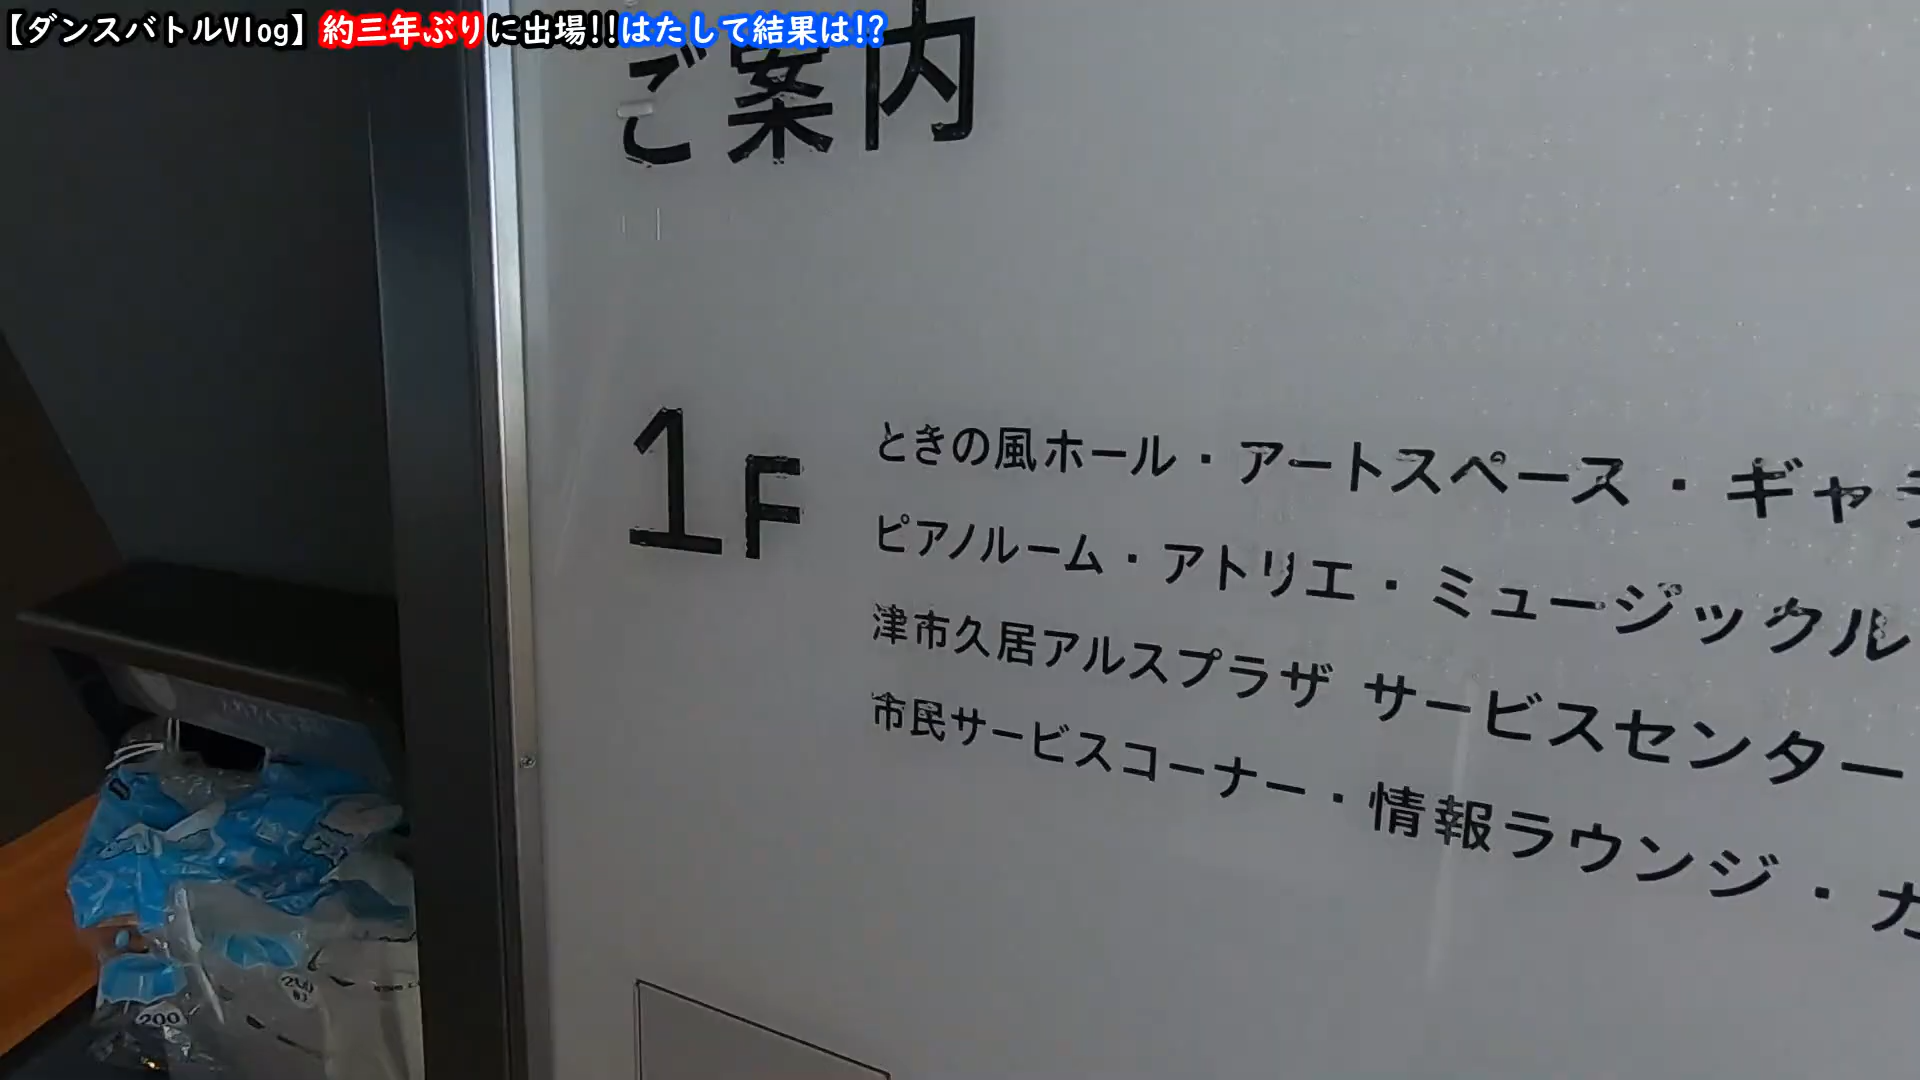 【ダンスバトルVlog】約三年ぶりに出場!!はたして結果は!?
ご案内
1F
ときの風ホール・アートスペース・ギャラ
ピアノルーム・アトリエ・ミュージックル
津市久居アルスプラザ サービスセンター
市民サービスコーナー・情報ラウンジ・カ
200